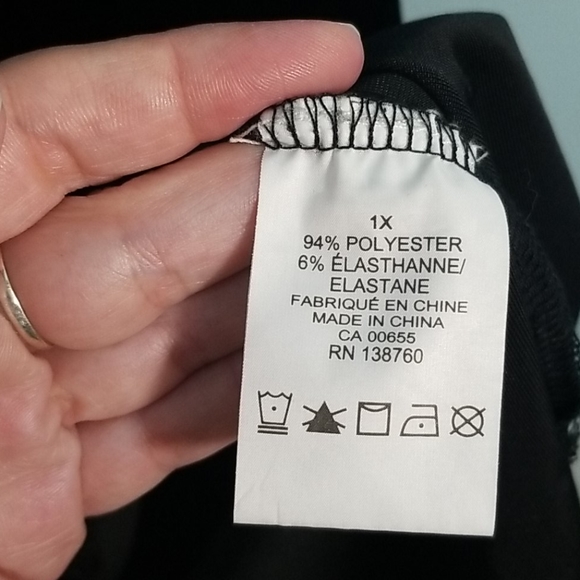 1X
94% POLYESTER
6% ÉLASTHANNE/
ELASTANE
FABRIQUÉ EN CHINE
MADE IN CHINA
CA 00655
RN 138760